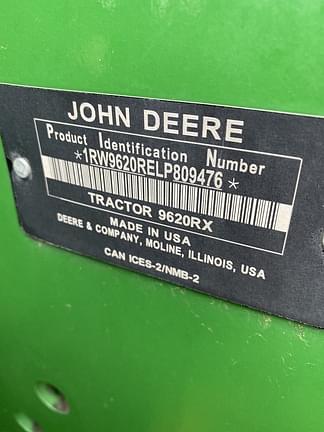 JOHN DEERE
Product Identification Number
*1RW9620RELP809476*
TRACTOR 9620RX
MADE IN USA
DEERE & COMPANY, MOLINE, ILLINOIS, USA
CAN ICES-2/NMB-2